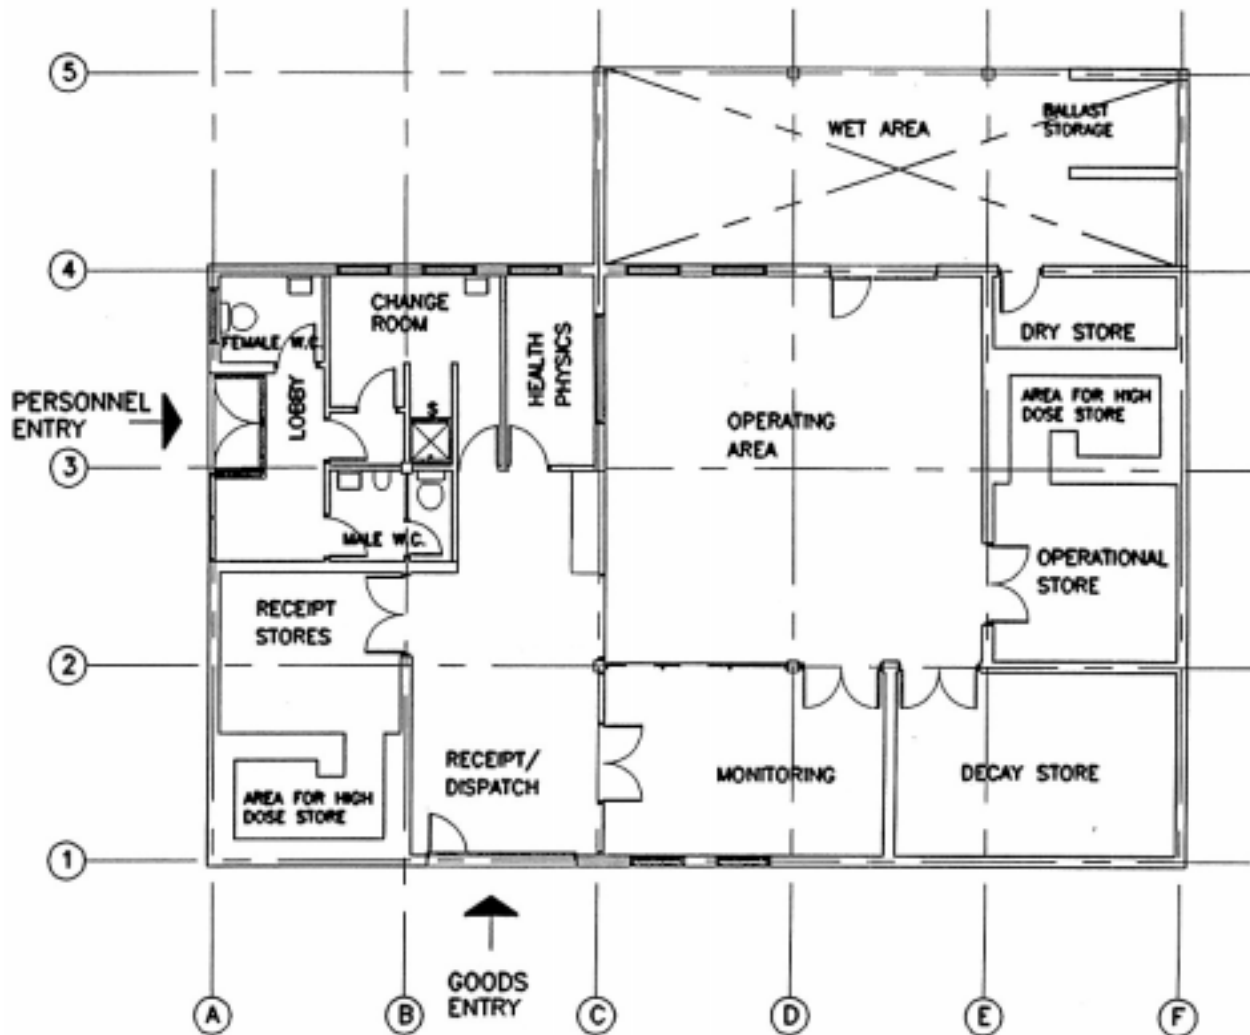 5
WET AREA
BALLAST
STORAGE
4
CHANGE
ROOM
FEMALE W.C.
HEALTH
PHYSICS
DRY STORE
PERSONNEL
ENTRY
LOBBY
S
OPERATING
AREA
AREA FOR HIGH
DOSE STORE
3
MALE W.C.
OPERATIONAL
STORE
RECEIPT
STORES
2
RECEIPT/
DISPATCH
MONITORING
DECAY STORE
AREA FOR HIGH
DOSE STORE
1
GOODS
ENTRY
A
B
C
D
E
F